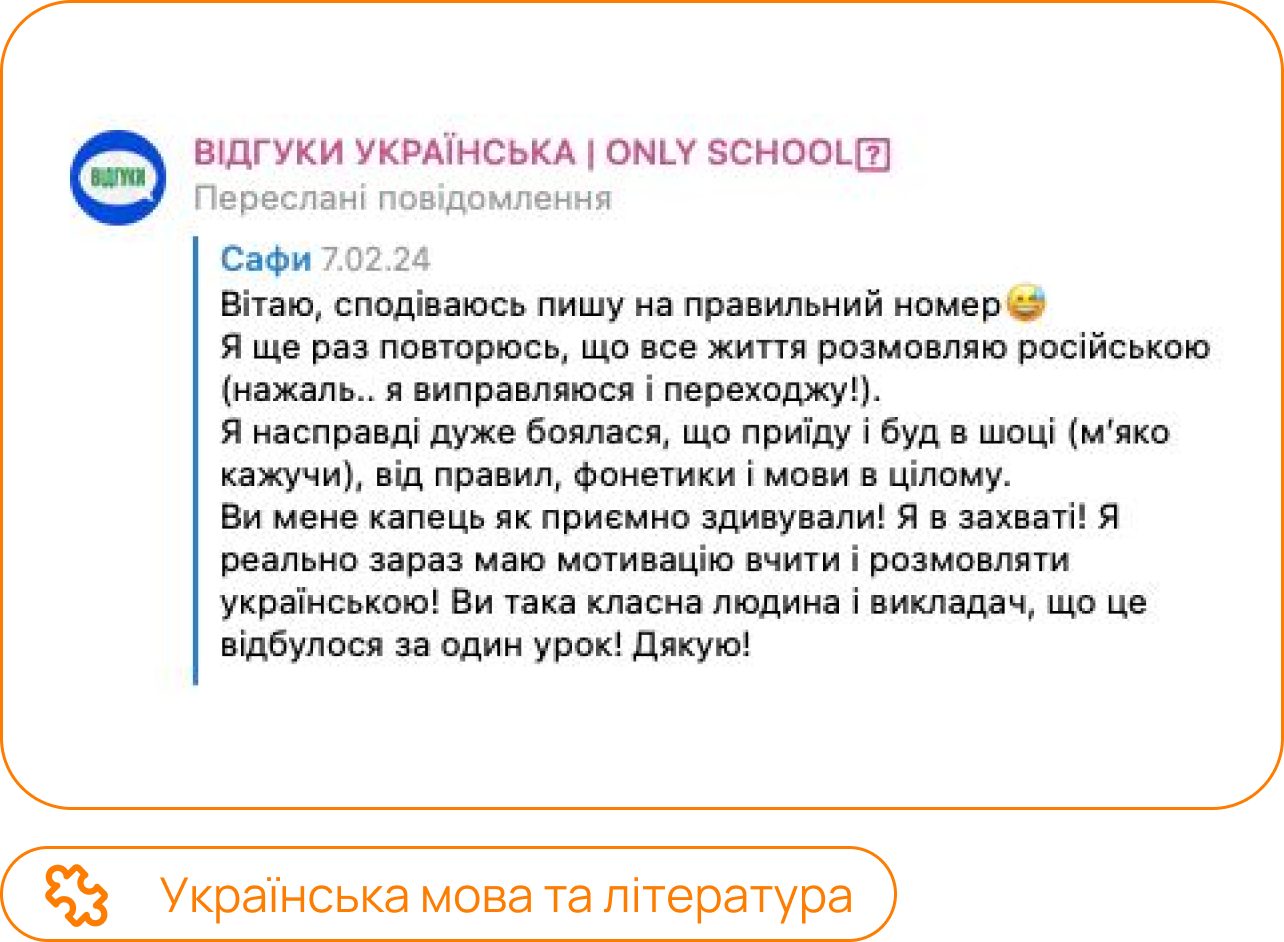 ВІДГУКИ
ВІДГУКИ УКРАЇНСЬКА | ONLY SCHOOL
Переслані повідомлення
Сафи 7.02.24
Вітаю, сподіваюсь пишу на правильний номер😅
Я ще раз повторюсь, що все життя розмовляю російською
(нажаль.. я виправляюся і переходжу!).
Я насправді дуже боялася, що приїду і буд в шоці (м’яко
кажучи), від правил, фонетики і мови в цілому.
Ви мене капець як приємно здивували! Я в захваті! Я
реально зараз маю мотивацію вчити і розмовляти
українською! Ви така класна людина і викладач, що це
відбулося за один урок! Дякую!
Українська мова та література